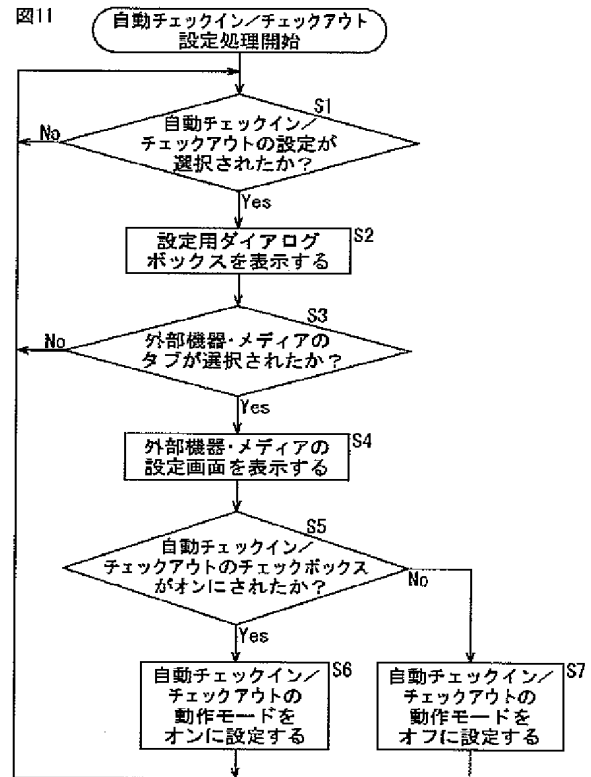 図11
自動チェックイン/チェックアウト
設定処理開始
S1
自動チェックイン/
チェックアウトの設定が
選択されたか?
No
Yes
設定用ダイアログ
ボックスを表示する
S2
S3
外部機器・メディアの
タブが選択されたか?
No
Yes
外部機器・メディアの
設定画面を表示する
S4
S5
自動チェックイン/
チェックアウトのチェックボックス
がオンにされたか?
No
Yes
自動チェックイン/
チェックアウトの
動作モードを
オンに設定する
S6
自動チェックイン/
チェックアウトの
動作モードを
オフに設定する
S7